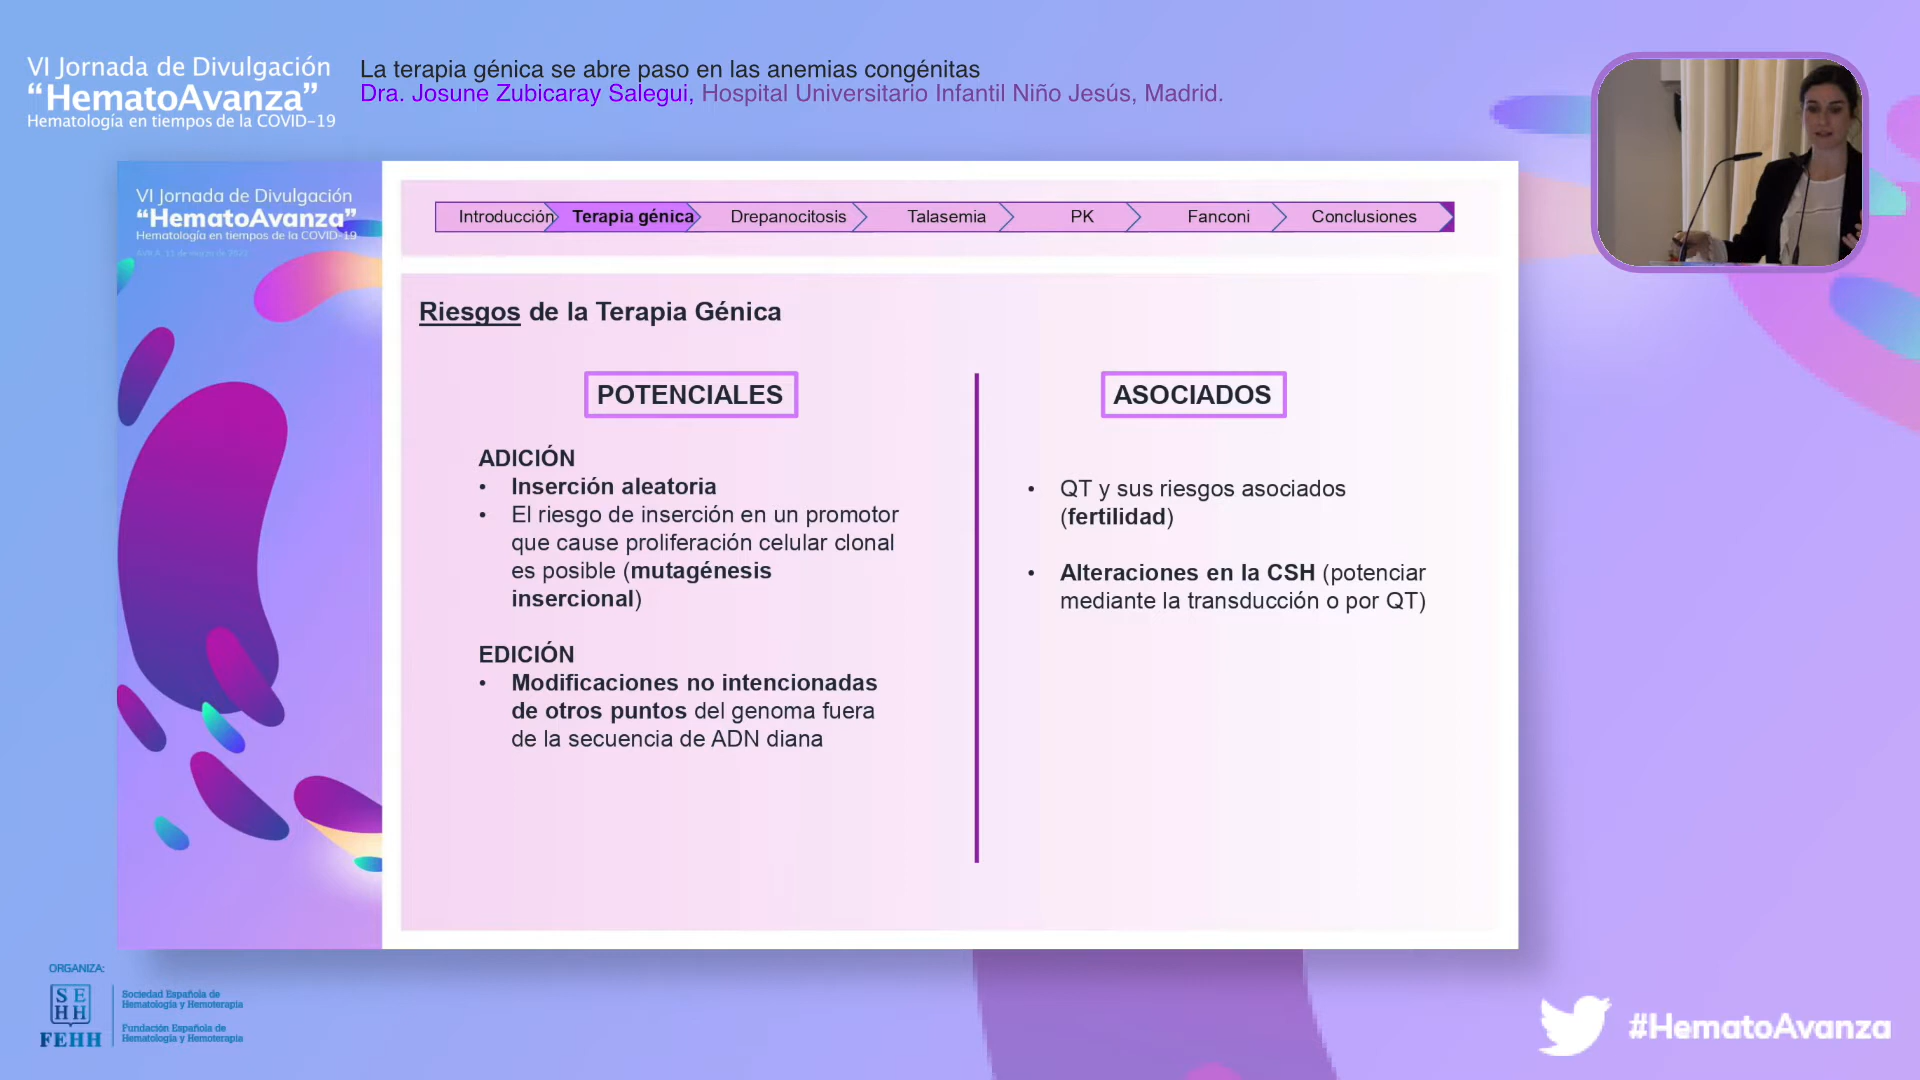 VI Jornada de Divulgación
“HematoAvanza”
Hematología en tiempos de la COVID-19
La terapia génica se abre paso en las anemias congénitas
Dra. Josune Zubicaray Salegui, Hospital Universitario Infantil Niño Jesús, Madrid.
VI Jornada de Divulgación
“HematoAvanza”
Hematología en tiempos de la COVID-19
Introducción
Terapia génica
Drepanocitosis
Talasemia
PK
Fanconi
Conclusiones
Riesgos de la Terapia Génica
POTENCIALES
ADICIÓN
• Inserción aleatoria
• El riesgo de inserción en un promotor
que cause proliferación celular clonal
es posible (mutagénesis
insercional)
EDICIÓN
• Modificaciones no intencionadas
de otros puntos del genoma fuera
de la secuencia de ADN diana
ASOCIADOS
• QT y sus riesgos asociados
(fertilidad)
• Alteraciones en la CSH (potenciar
mediante la transducción o por QT)
ORGANIZA:
SE
HH
FEHH
Sociedad Española de
Hematología y Hemoterapia
Fundación Española de
Hematología y Hemoterapia
#HematoAvanza